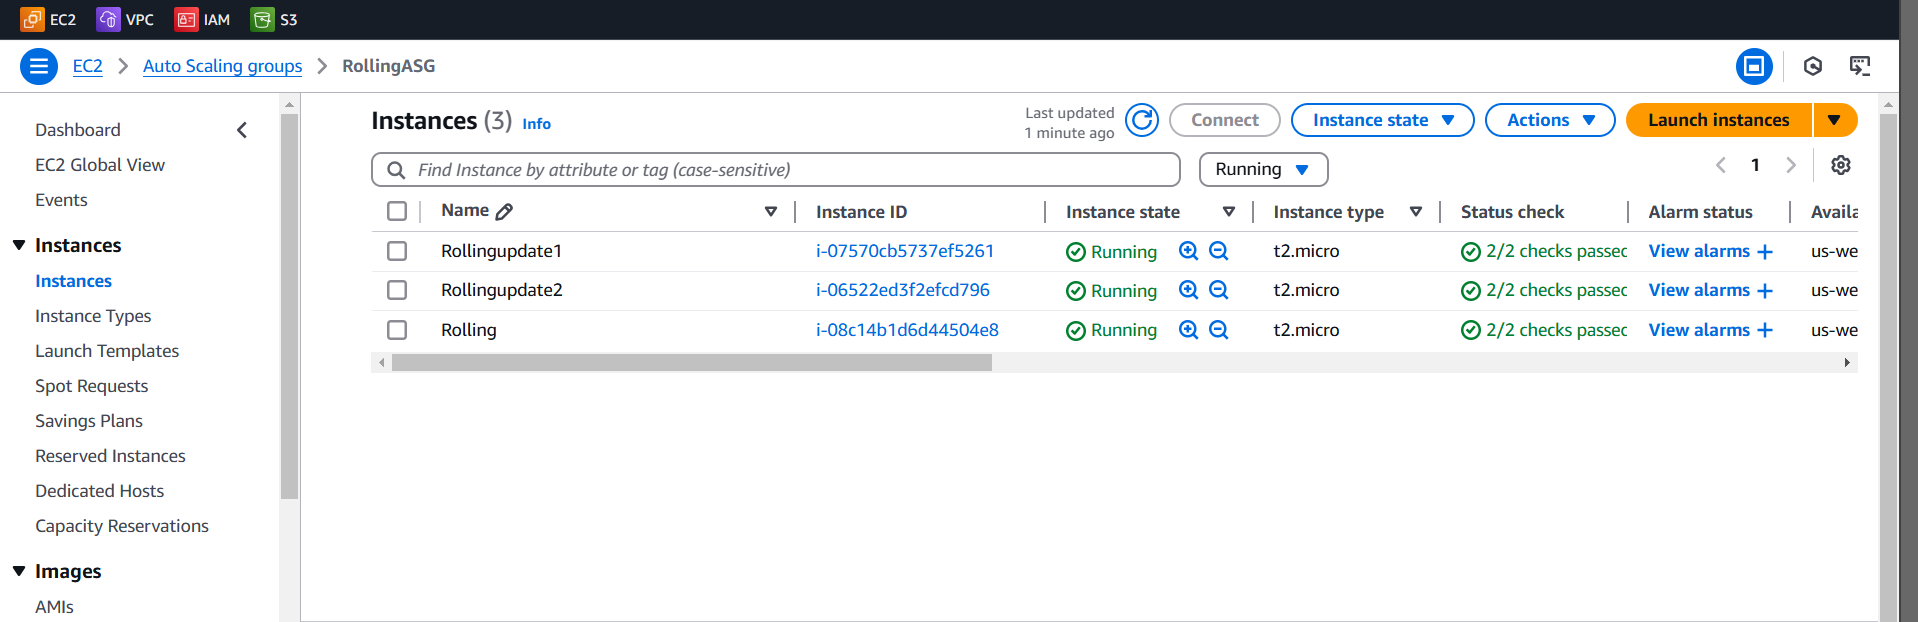 EC2 VPC IAM S3
EC2 > Auto Scaling groups > RollingASG
Dashboard
EC2 Global View
Events
Instances
Instances
Instance Types
Launch Templates
Spot Requests
Savings Plans
Reserved Instances
Dedicated Hosts
Capacity Reservations
Images
AMIs
Instances (3) Info
Last updated
1 minute ago
Connect Instance state Actions Launch instances
Find Instance by attribute or tag (case-sensitive) Running 1
Name Instance ID Instance state Instance type Status check Alarm status Availa
Rollingupdate1 i-07570cb5737ef5261 Running t2.micro 2/2 checks passec View alarms + us-we
Rollingupdate2 i-06522ed3f2efcd796 Running t2.micro 2/2 checks passec View alarms + us-we
Rolling i-08c14b1d6d44504e8 Running t2.micro 2/2 checks passec View alarms + us-we